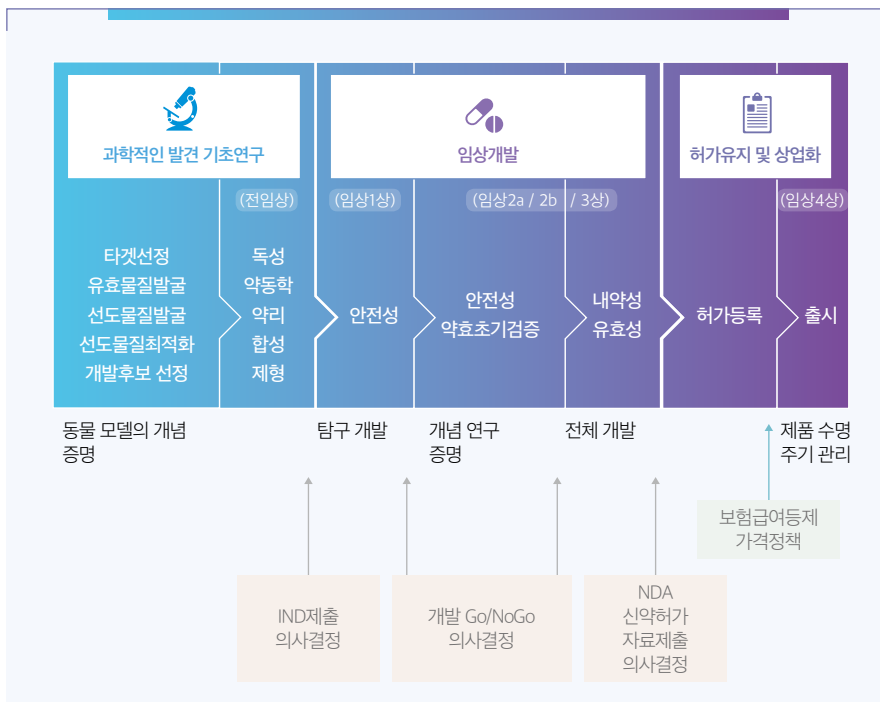 과학적인 발견 기초연구
임상개발
허가유지 및 상업화
(전임상)
(임상1상)
(임상2a / 2b / 3상)
(임상4상)
타겟선정
유효물질발굴
선도물질발굴
선도물질최적화
개발후보 선정
독성
약동학
약리
합성
제형
안전성
안전성
약효초기검증
내약성
유효성
허가등록
출시
동물 모델의 개념
증명
탐구 개발
개념 연구
증명
전체 개발
제품 수명
주기 관리
보험급여등제
가격정책
IND제출
의사결정
개발 Go/NoGo
의사결정
NDA
신약허가
자료제출
의사결정